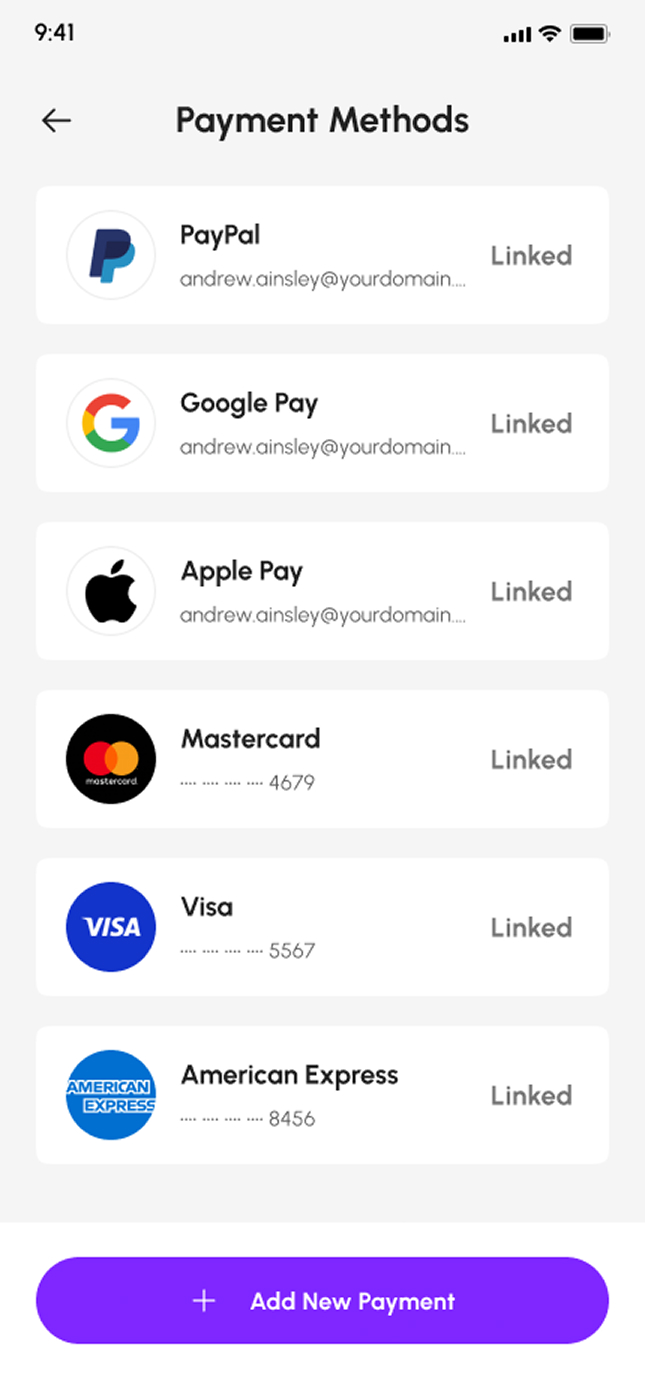 9:41
Payment Methods
PayPal
andrew.ainsley@yourdomain....
Linked
Google Pay
andrew.ainsley@yourdomain....
Linked
Apple Pay
andrew.ainsley@yourdomain....
Linked
mastercard.
Mastercard
···· ···· ···· ···· 4679
Linked
VISA
Visa
···· ···· ···· ···· 5567
Linked
AMERICAN
EXPRESS
American Express
···· ···· ···· ···· 8456
Linked
Add New Payment